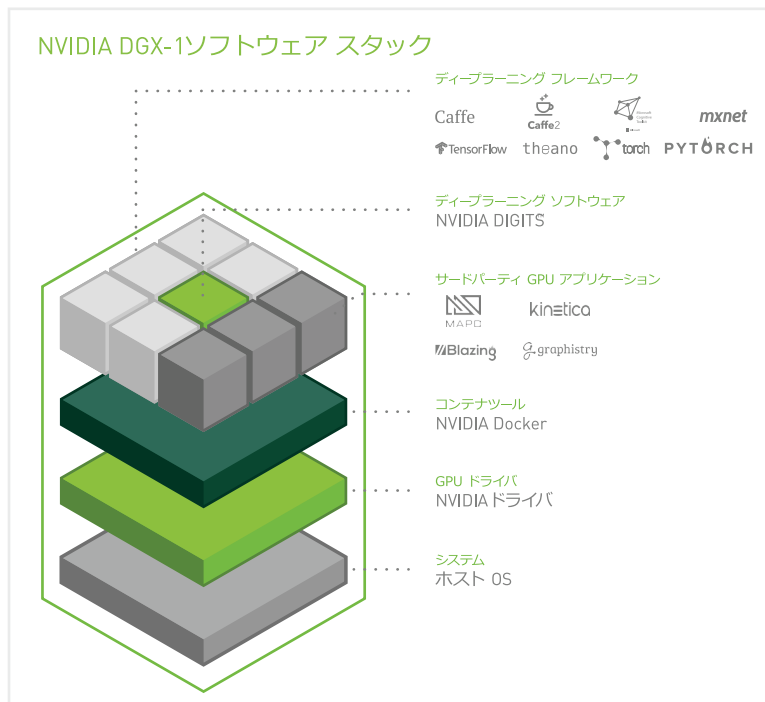 NVIDIA DGX-1ソフトウェア スタック
ディープラーニング フレームワーク
Caffe
Caffe2
Microsoft
Cognitive
Toolkit
mxnet
TensorFlow
theano
torch
PYTORCH
ディープラーニング ソフトウェア
NVIDIA DIGITS
サードパーティ GPU アプリケーション
MAPD
kinetica
Blazing
graphistry
コンテナツール
NVIDIA Docker
GPU ドライバ
NVIDIAドライバ
システム
ホスト OS